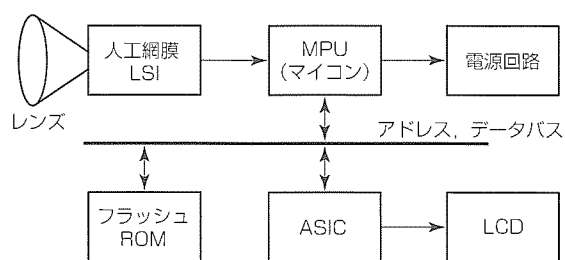 人工網膜
LSI
MPU
(マイコン)
電源回路
レンズ
アドレス，データバス
フラッシュ
ROM
ASIC
LCD